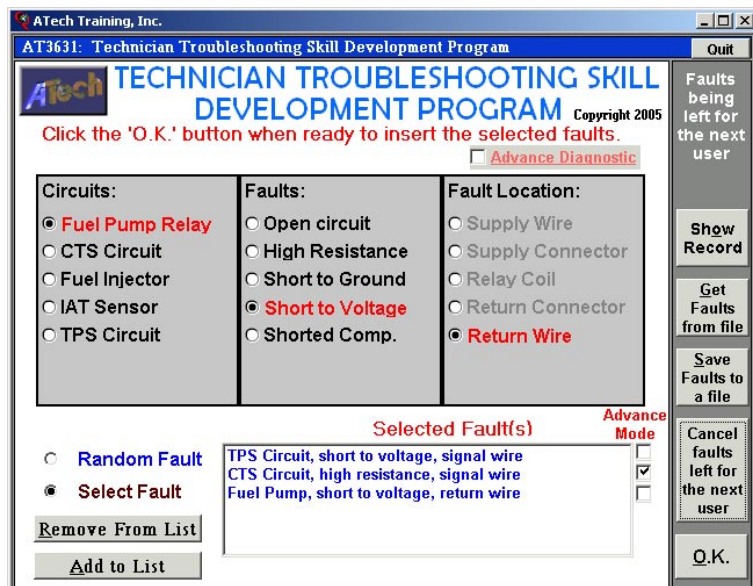 ATech Training, Inc.
AT3631: Technician Troubleshooting Skill Development Program
Quit
ATech
TECHNICIAN TROUBLESHOOTING SKILL
DEVELOPMENT PROGRAM
Copyright 2005
Click the 'O.K.' button when ready to insert the selected faults.
Advance Diagnostic
Circuits:
Fuel Pump Relay
CTS Circuit
Fuel Injector
IAT Sensor
TPS Circuit
Faults:
Open circuit
High Resistance
Short to Ground
Short to Voltage
Shorted Comp.
Fault Location:
Supply Wire
Supply Connector
Relay Coil
Return Connector
Return Wire
Random Fault
Select Fault
Remove From List
Add to List
Selected Fault(s)
Advance
Mode
TPS Circuit, short to voltage, signal wire
CTS Circuit, high resistance, signal wire
Fuel Pump, short to voltage, return wire
Faults
being
left for
the next
user
Show
Record
Get
Faults
from file
Save
Faults to
a file
Cancel
faults
left for
the next
user
O.K.